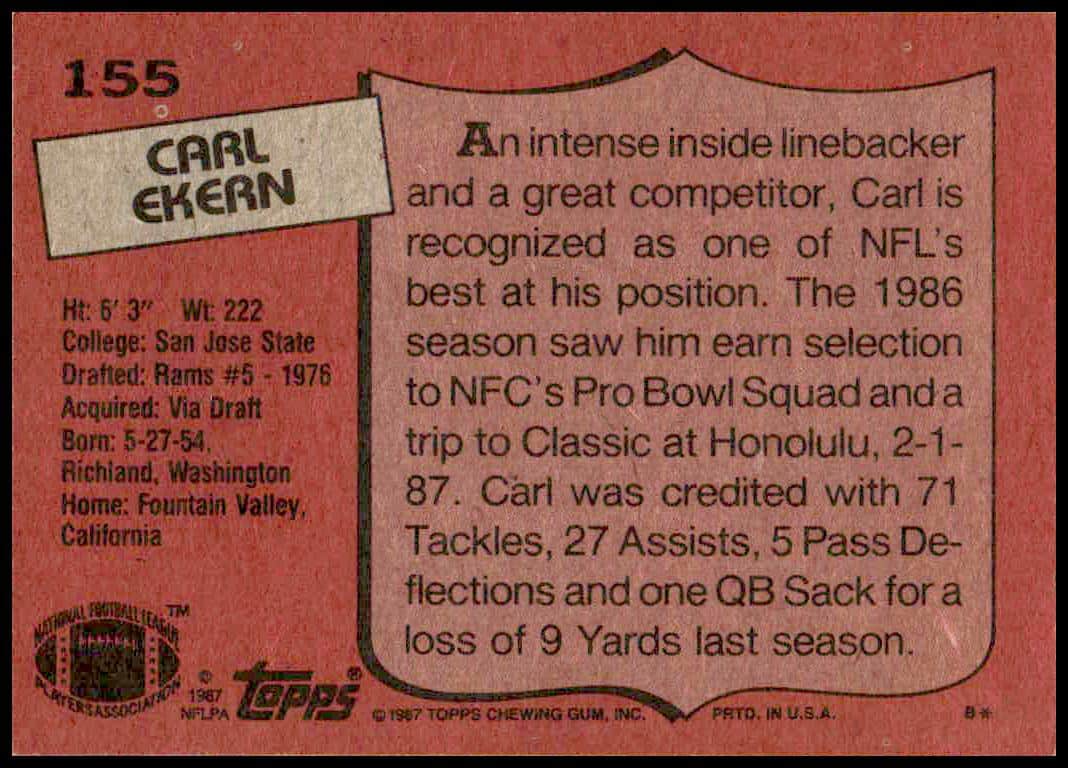 155
CARL
EKERN
Ht: 6' 3" Wt: 222
College: San Jose State
Drafted: Rams #5 - 1976
Acquired: Via Draft
Born: 5-27-54,
Richland, Washington
Home: Fountain Valley,
California
An intense inside linebacker
and a great competitor, Carl is
recognized as one of NFL's
best at his position. The 1986
season saw him earn selection
to NFC's Pro Bowl Squad and a
trip to Classic at Honolulu, 2-1-
87. Carl was credited with 71
Tackles, 27 Assists, 5 Pass De-
flections and one QB Sack for a
loss of 9 Yards last season.
NATIONAL FOOTBALL LEAGUE ™
PLAYERS ASSOCIATION
©
1987
NFLPA
topps®
© 1987 TOPPS CHEWING GUM, INC. PRTD. IN U.S.A. B*